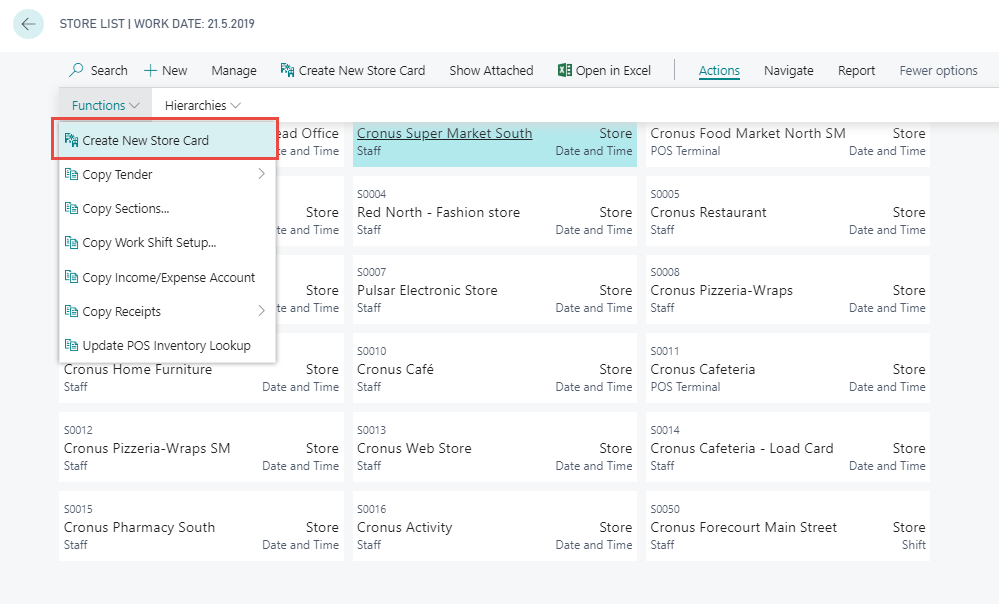 STORE LIST | WORK DATE: 21.5.2019
Search New Manage Create New Store Card Show Attached Open in Excel Actions Navigate Report Fewer options
Functions Hierarchies
Create New Store Card
Copy Tender
Copy Sections...
Copy Work Shift Setup...
Copy Income/Expense Account
Copy Receipts
Update POS Inventory Lookup
Office
and Time
Cronus Super Market South Store
Staff Date and Time
Cronus Food Market North SM Store
POS Terminal Date and Time
Store
and Time
S0004
Red North - Fashion store Store
Staff Date and Time
S0005
Cronus Restaurant Store
Staff Date and Time
Store
and Time
S0007
Pulsar Electronic Store Store
Staff Date and Time
S0008
Cronus Pizzeria-Wraps Store
Staff Date and Time
Cronus Home Furniture Store
Staff Date and Time
S0010
Cronus Café Store
Staff Date and Time
S0011
Cronus Cafeteria Store
POS Terminal Date and Time
S0012
Cronus Pizzeria-Wraps SM Store
Staff Date and Time
S0013
Cronus Web Store Store
Staff Date and Time
S0014
Cronus Cafeteria - Load Card Store
Staff Date and Time
S0015
Cronus Pharmacy South Store
Staff Date and Time
S0016
Cronus Activity Store
Staff Date and Time
S0050
Cronus Forecourt Main Street Store
Staff Shift